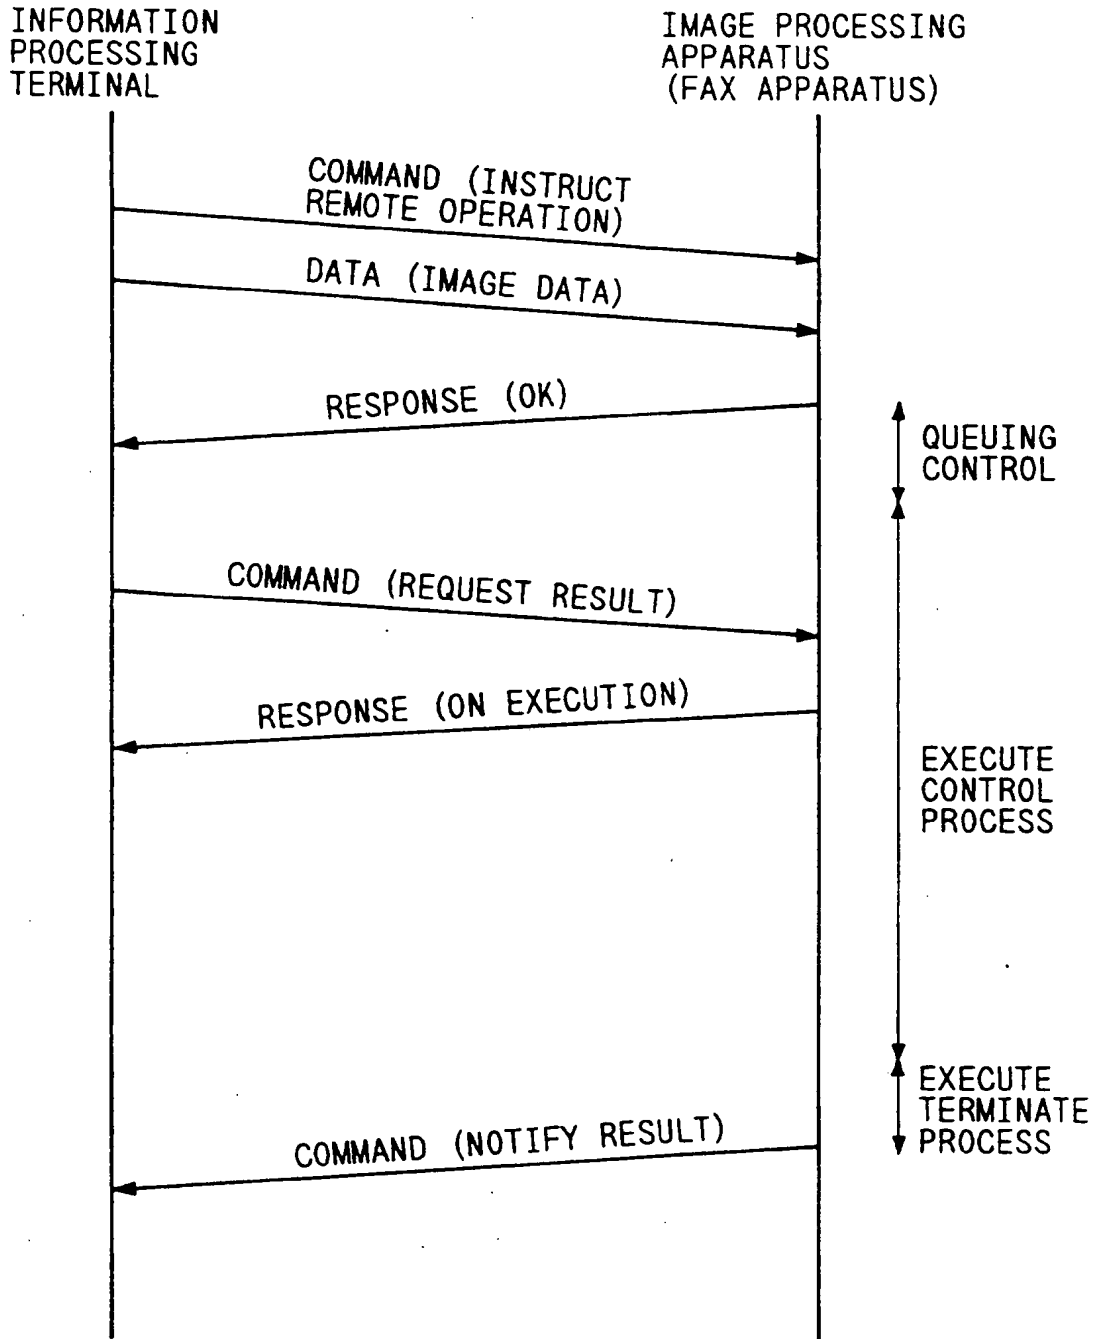 INFORMATION
PROCESSING
TERMINAL
IMAGE PROCESSING
APPARATUS
(FAX APPARATUS)
COMMAND (INSTRUCT
REMOTE OPERATION)
DATA (IMAGE DATA)
RESPONSE (OK)
QUEUING
CONTROL
COMMAND (REQUEST RESULT)
RESPONSE (ON EXECUTION)
EXECUTE
CONTROL
PROCESS
EXECUTE
TERMINATE
PROCESS
COMMAND (NOTIFY RESULT)